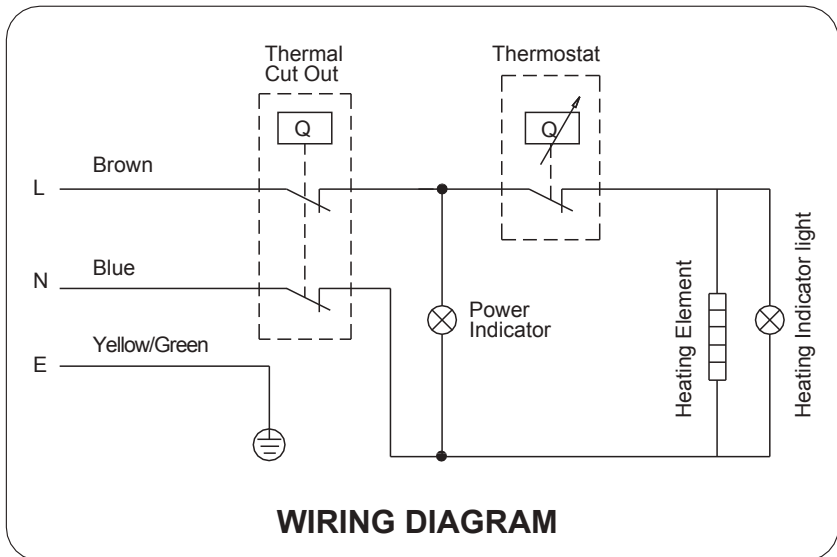 Thermal
Cut Out
Thermostat
Q
Q
L
Brown
N
Blue
E
Yellow/Green
Power
Indicator
Heating Element
Heating Indicator light
WIRING DIAGRAM